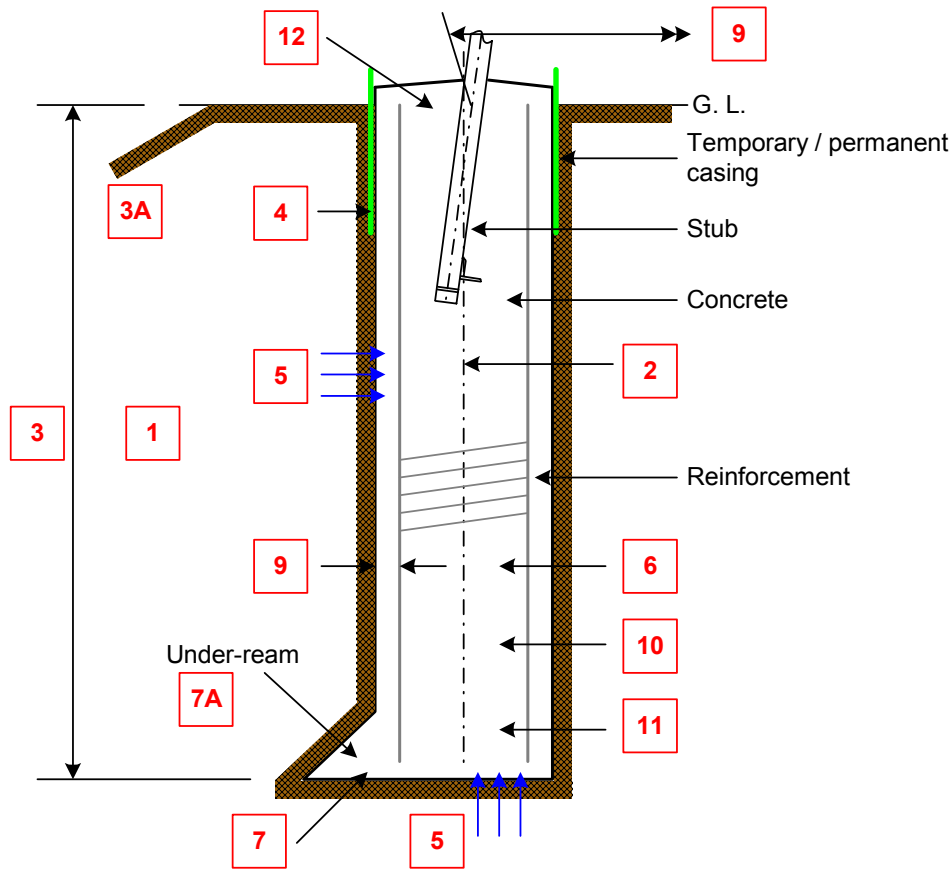 12
9
G. L.
Temporary / permanent
casing
3A
4
Stub
Concrete
5
2
3
1
Reinforcement
9
6
10
Under-ream
7A
11
7
5